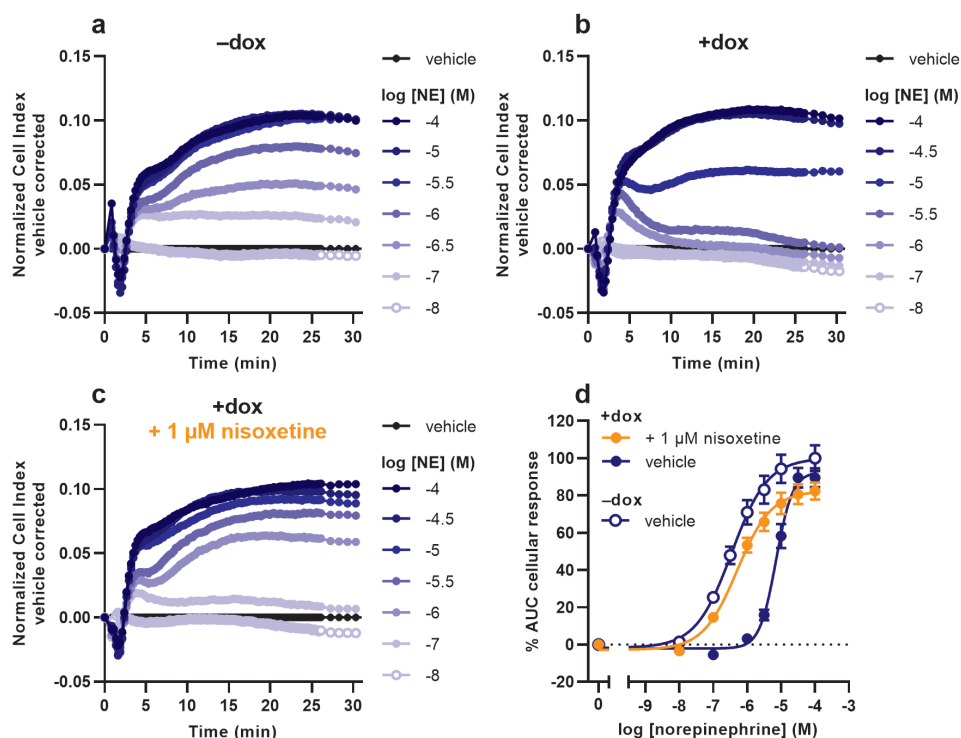 a
–dox
0.15
0.10
0.05
0.00
-0.05
Normalized Cell Index
vehicle corrected
0 5 10 15 20 25 30
Time (min)
vehicle
log [NE] (M)
-4
-5
-5.5
-6
-6.5
-7
-8
b
+dox
0.15
0.10
0.05
0.00
-0.05
Normalized Cell Index
vehicle corrected
0 5 10 15 20 25 30
Time (min)
vehicle
log [NE] (M)
-4
-4.5
-5
-5.5
-6
-7
-8
c
+dox
+ 1 µM nisoxetine
0.15
0.10
0.05
0.00
-0.05
Normalized Cell Index
vehicle corrected
0 5 10 15 20 25 30
Time (min)
vehicle
log [NE] (M)
-4
-4.5
-5
-5.5
-6
-7
-8
d
+dox
+ 1 µM nisoxetine
vehicle
–dox
vehicle
120
100
80
60
40
20
0
-20
% AUC cellular response
0 -9 -8 -7 -6 -5 -4 -3
log [norepinephrine] (M)